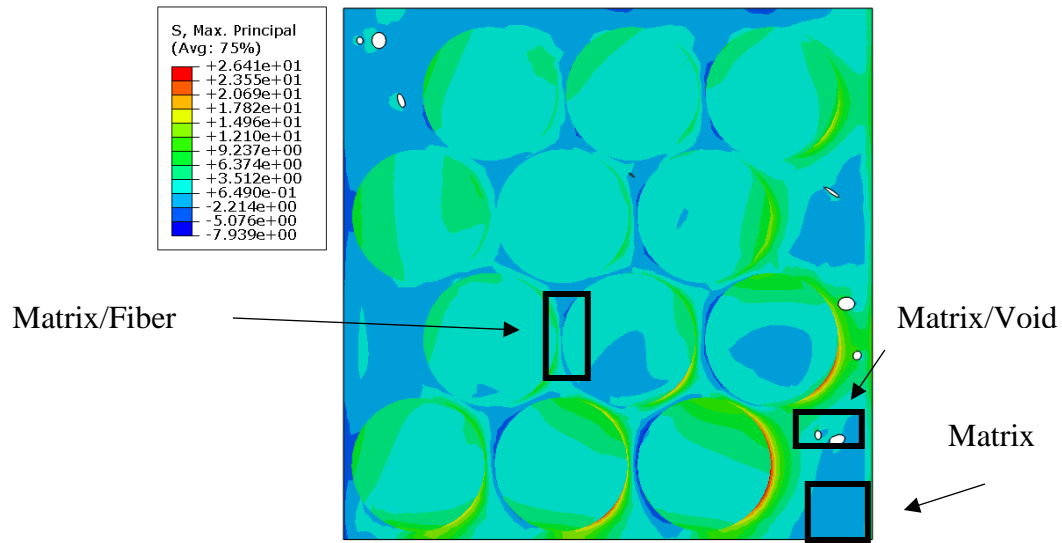 S, Max. Principal
(Avg: 75%)
+2.641e+01
+2.355e+01
+2.069e+01
+1.782e+01
+1.496e+01
+1.210e+01
+9.237e+00
+6.374e+00
+3.512e+00
+6.490e-01
-2.214e+00
-5.076e+00
-7.939e+00
Matrix/Fiber
Matrix/Void
Matrix